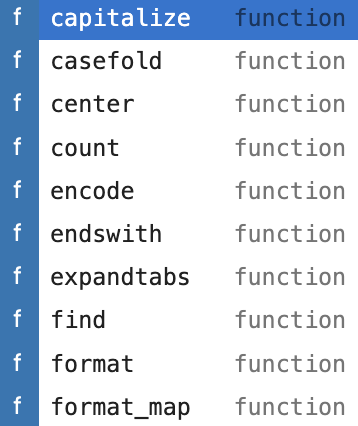 f capitalize function
f casefold function
f center function
f count function
f encode function
f endswith function
f expandtabs function
f find function
f format function
f format_map function